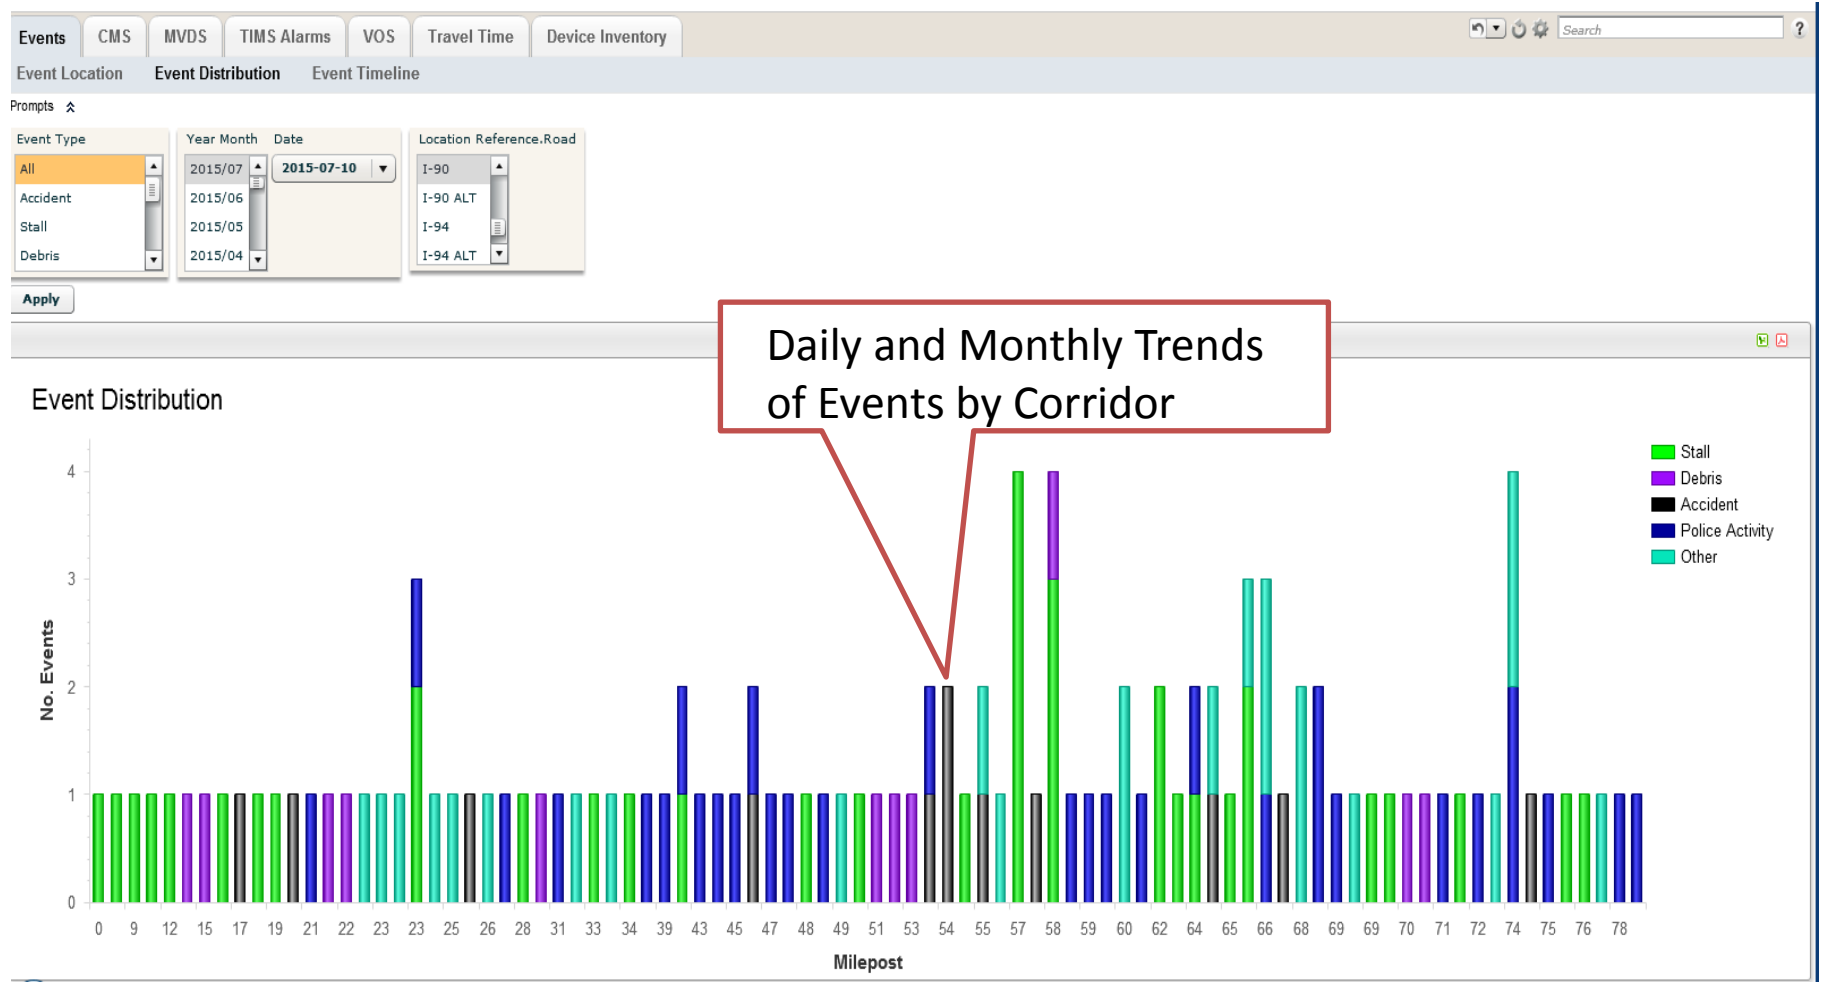 Events CMS MVDS TIMS Alarms VOS Travel Time Device Inventory Search ?
Event Location Event Distribution Event Timeline
Prompts
Event Type Year Month Date Location Reference.Road
All 2015/07 2015-07-10 I-90
Accident 2015/06 I-90 ALT
Stall 2015/05 I-94
Debris 2015/04 I-94 ALT
Apply
Daily and Monthly Trends
of Events by Corridor
Event Distribution
Stall
Debris
Accident
Police Activity
Other
No. Events
4
3
2
1
0
0 9 12 15 17 19 21 22 23 23 25 26 28 31 33 34 39 43 45 47 48 49 51 53 54 55 57 58 59 60 62 64 65 66 68 69 69 70 71 72 74 75 76 78
Milepost